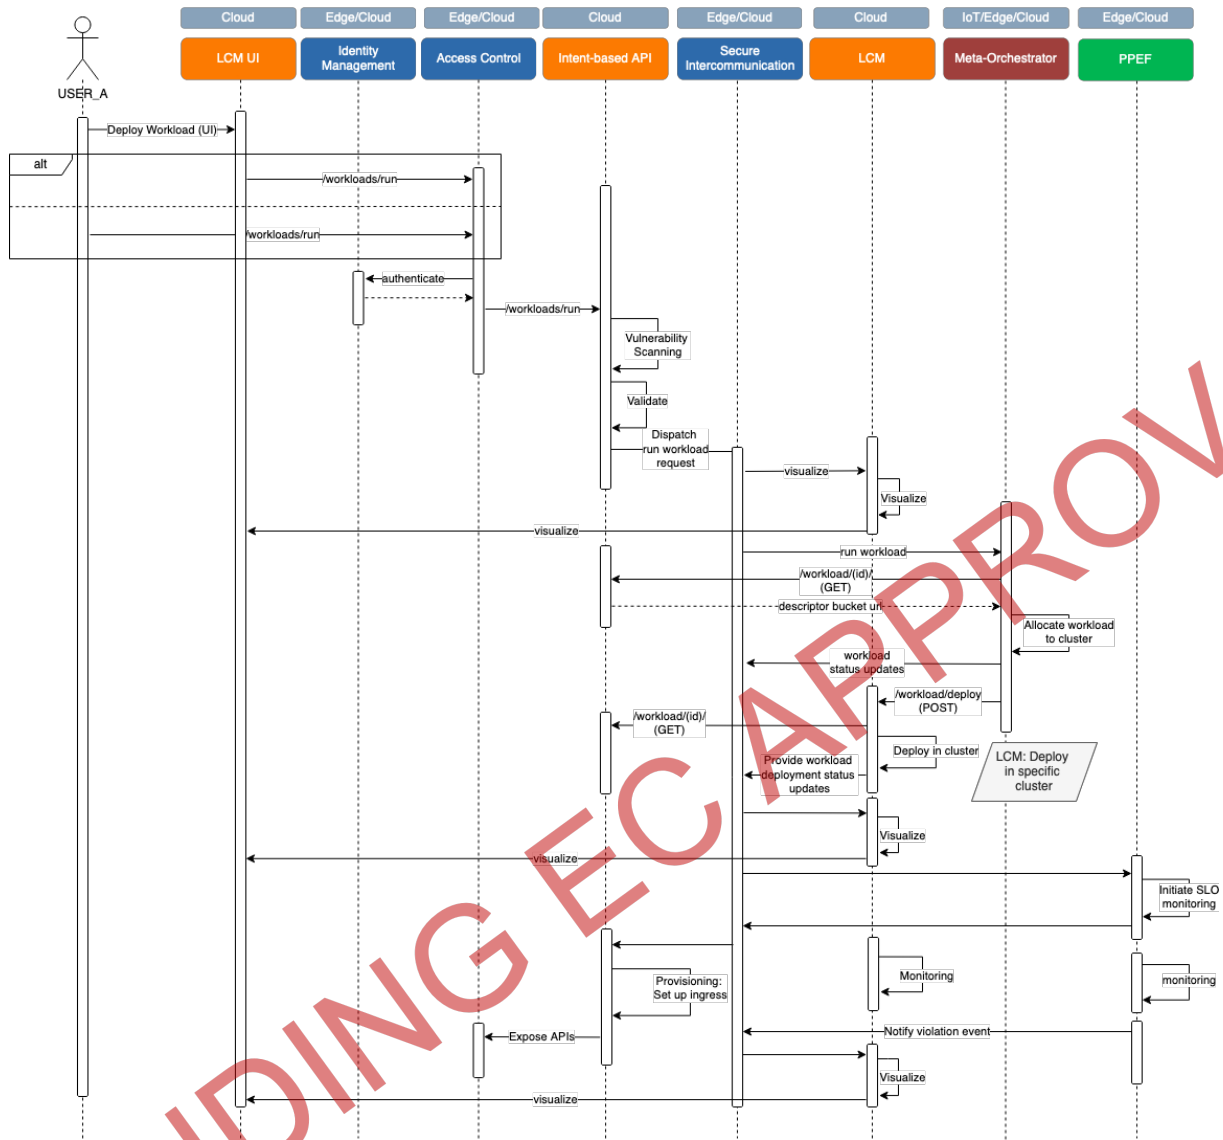 Cloud
Edge/Cloud
Edge/Cloud
Cloud
Edge/Cloud
Cloud
IoT/Edge/Cloud
Edge/Cloud
LCM UI
Identity
Management
Access Control
Intent-based API
Secure
Intercommunication
LCM
Meta-Orchestrator
PPEF
USER_A
Deploy Workload (UI)
alt
/workloads/run
/workloads/run
authenticate
/workloads/run
Vulnerability
Scanning
Validate
Dispatch
run workload
request
visualize
Visualize
visualize
run workload
/workload/(id)/
(GET)
descriptor bucket url
Allocate workload
to cluster
workload
status updates
/workload/deploy
(POST)
/workload/(id)/
(GET)
Deploy in cluster
LCM: Deploy
in specific
cluster
Provide workload
deployment status
updates
Visualize
visualize
Initiate SLO
monitoring
Monitoring
monitoring
Provisioning:
Set up ingress
Notify violation event
Expose APIs
Visualize
visualize
NDING EC APPROV